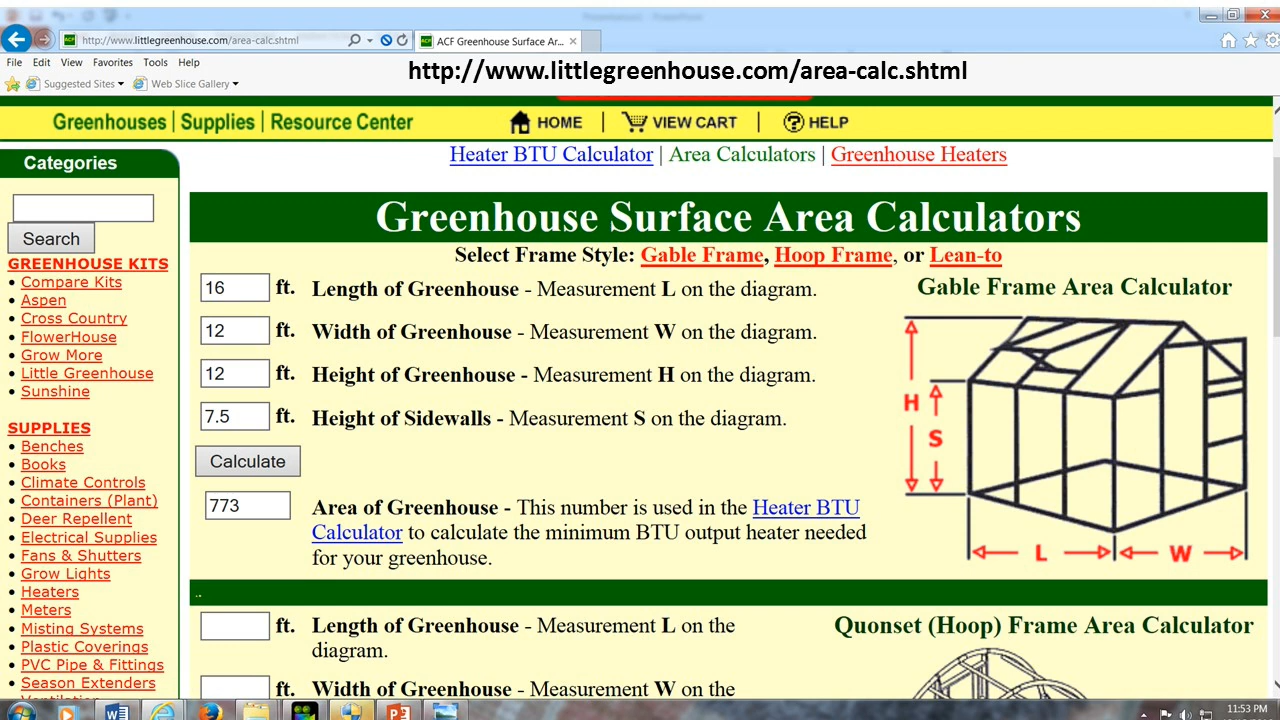 http://www.littlegreenhouse.com/area-calc.shtml
ACF Greenhouse Surface Ar...
File Edit View Favorites Tools Help
http://www.littlegreenhouse.com/area-calc.shtml
Suggested Sites Web Slice Gallery
Greenhouses | Supplies | Resource Center
HOME | VIEW CART | HELP
Categories
Heater BTU Calculator | Area Calculators | Greenhouse Heaters
Search
GREENHOUSE KITS
• Compare Kits
• Aspen
• Cross Country
• FlowerHouse
• Grow More
• Little Greenhouse
• Sunshine
SUPPLIES
• Benches
• Books
• Climate Controls
• Containers (Plant)
• Deer Repellent
• Electrical Supplies
• Fans & Shutters
• Grow Lights
• Heaters
• Meters
• Misting Systems
• Plastic Coverings
• PVC Pipe & Fittings
• Season Extenders
Greenhouse Surface Area Calculators
Select Frame Style: Gable Frame, Hoop Frame, or Lean-to
16 ft. Length of Greenhouse - Measurement L on the diagram.
12 ft. Width of Greenhouse - Measurement W on the diagram.
12 ft. Height of Greenhouse - Measurement H on the diagram.
7.5 ft. Height of Sidewalls - Measurement S on the diagram.
Calculate
773 Area of Greenhouse - This number is used in the Heater BTU
Calculator to calculate the minimum BTU output heater needed
for your greenhouse.
Gable Frame Area Calculator
H
S
L
W
..
ft. Length of Greenhouse - Measurement L on the
diagram.
ft. Width of Greenhouse - Measurement W on the
Quonset (Hoop) Frame Area Calculator
11:53 PM